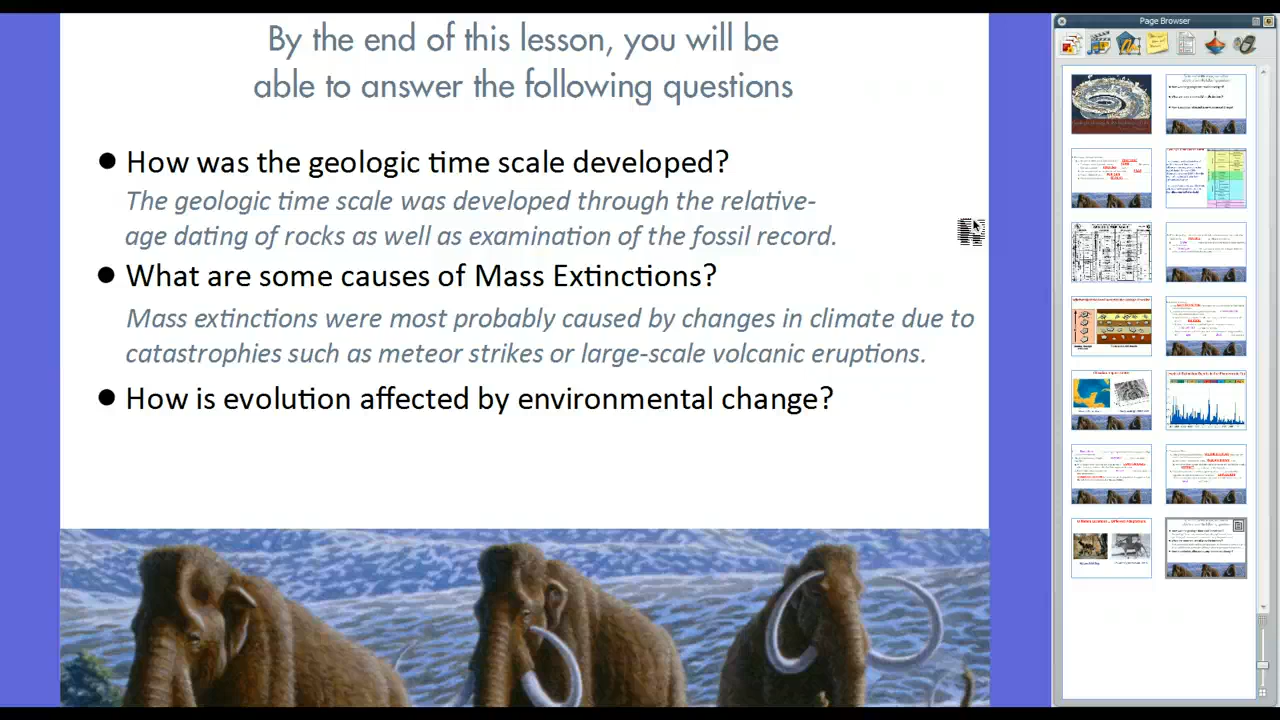 By the end of this lesson, you will be
able to answer the following questions
● How was the geologic time scale developed?
The geologic time scale was developed through the relative-
age dating of rocks as well as examination of the fossil record.
● What are some causes of Mass Extinctions?
Mass extinctions were most probably caused by changes in climate due to
catastrophies such as meteor strikes or large-scale volcanic eruptions.
● How is evolution affected by environmental change?
Page Browser